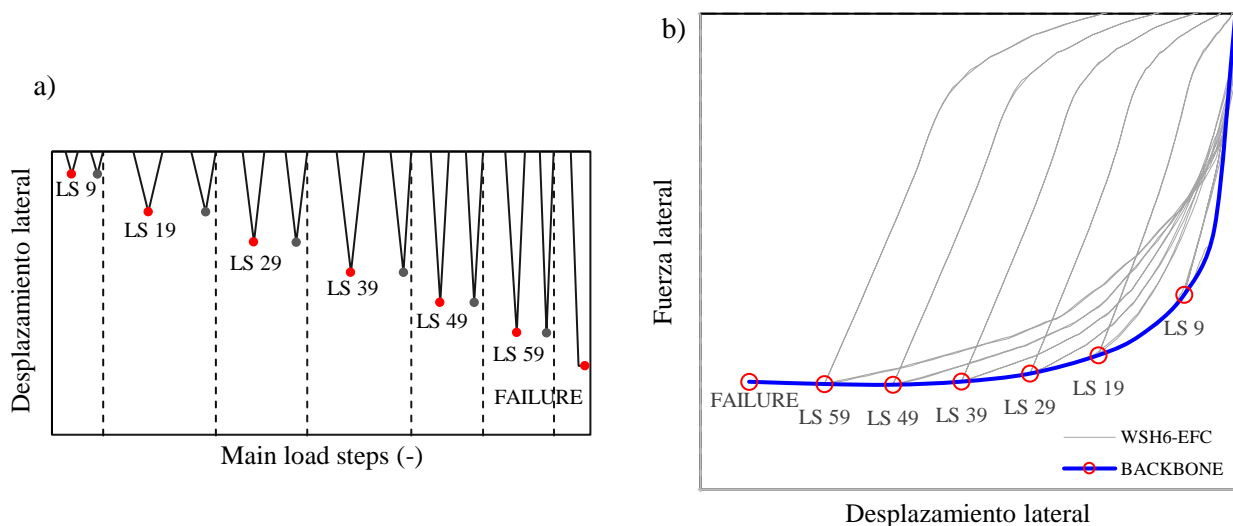 a)
Desplazamiento lateral
LS 9
LS 19
LS 29
LS 39
LS 49
LS 59
FAILURE
Main load steps (-)
b)
Fuerza lateral
LS 9
LS 19
LS 29
LS 39
LS 49
LS 59
FAILURE
WSH6-EFC
BACKBONE
Desplazamiento lateral